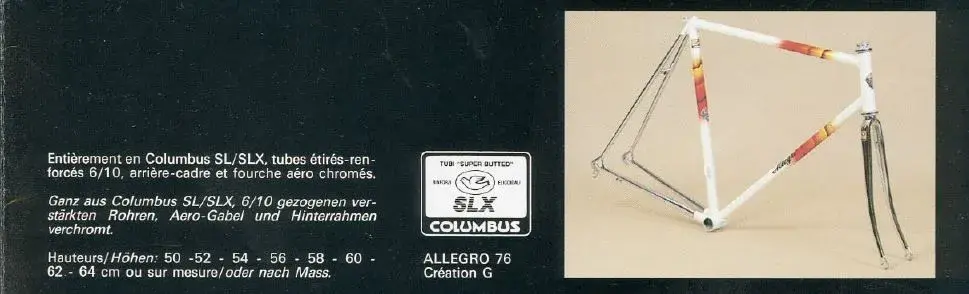 Entièrement en Columbus SL/SLX, tubes étirés-ren-
forcés 6/10, arrière-cadre et fourche aéro chromés.
Ganz aus Columbus SL/SLX, 6/10 gezogenen ver-
stärkten Rohren, Aero-Gabel und Hinterrahmen
verchromt.
Hauteurs/Höhen: 50 -52 - 54 - 56 - 58 - 60 -
62 - 64 cm ou sur mesure/oder nach Mass.
TUBI "SUPER BUTTED"
SLX
COLUMBUS
ALLEGRO 76
Création G
Allegro